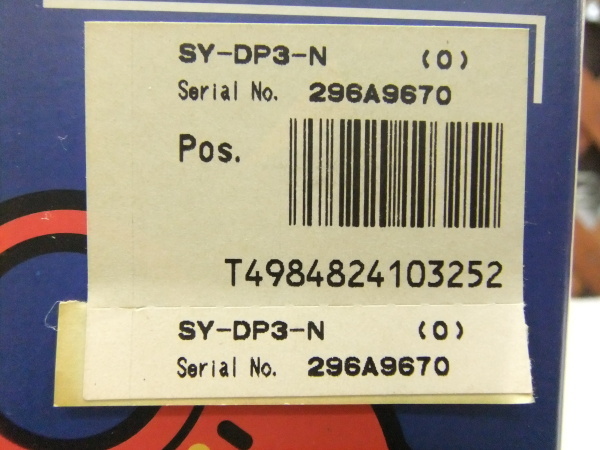 SY-DP3-N (0)
Serial No. 296A9670
Pos.
T4984824103252
SY-DP3-N (0)
Serial No. 296A9670